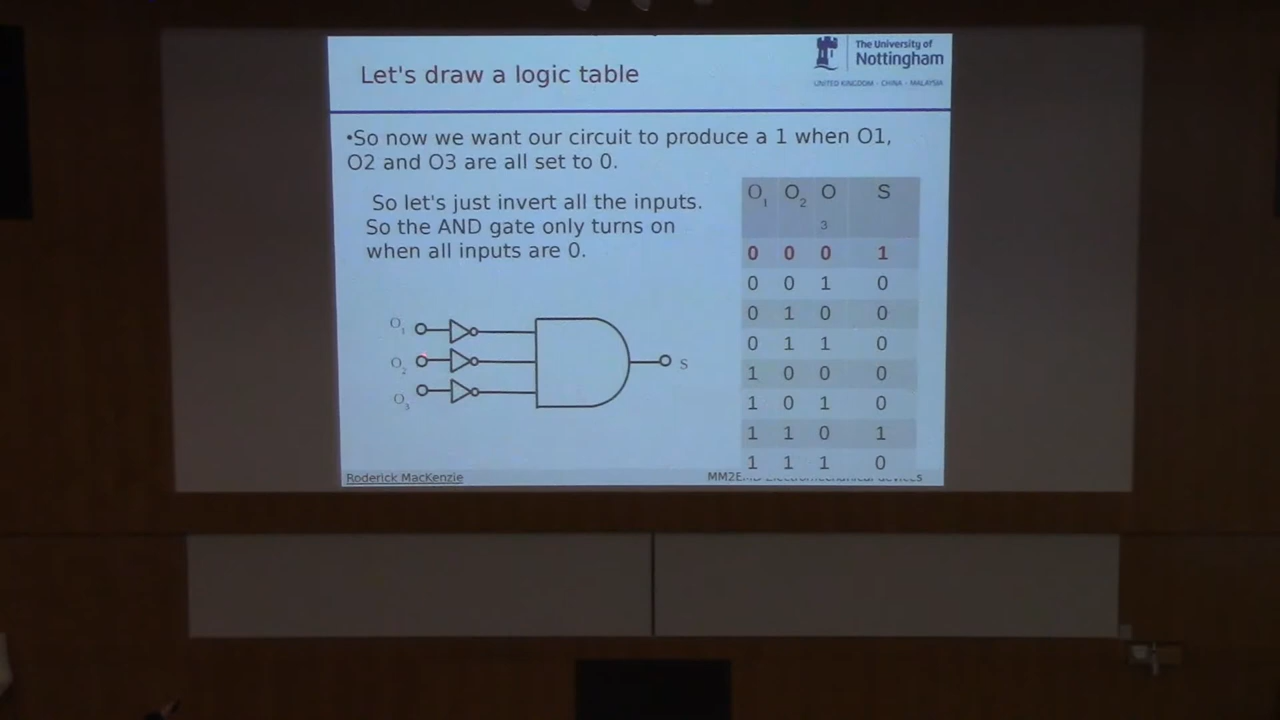 Let's draw a logic table
The University of
Nottingham
UNITED KINGDOM · CHINA · MALAYSIA
•So now we want our circuit to produce a 1 when O1,
O2 and O3 are all set to 0.
So let's just invert all the inputs.
So the AND gate only turns on
when all inputs are 0.
O1 O2 O3 S
0 0 0 1
0 0 1 0
0 1 0 0
0 1 1 0
1 0 0 0
1 0 1 0
1 1 0 1
1 1 1 0
O1
O2
O3
S
Roderick MacKenzie
devices